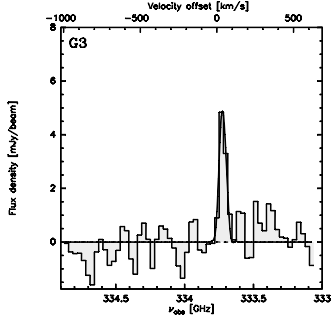 Velocity offset [km/s]
−1000 −500 0 500
G3
8
6
4
2
0
Flux density [mJy/beam]
334.5 334 333.5 333
νobs [GHz]